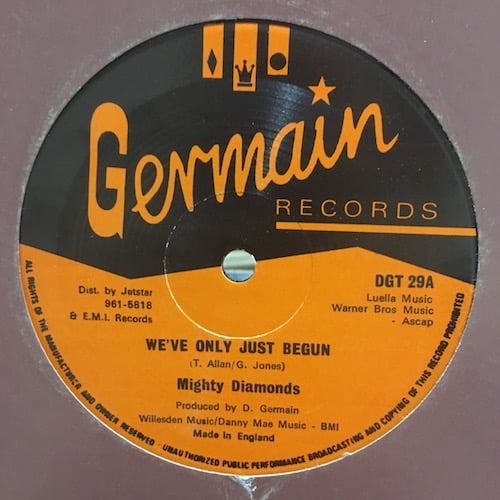 Germain
RECORDS
Dist. by Jetstar
961-5818
& E.M.I. Records
DGT 29A
Luella Music
Warner Bros Music
- Ascap
WE'VE ONLY JUST BEGUN
(T. Allan/G. Jones)
Mighty Diamonds
Produced by D. Germain
Willesden Music/Danny Mae Music - BMI
Made in England
ALL RIGHTS OF THE MANUFACTURER AND OWNER RESERVED · UNAUTHORIZED PUBLIC PERFORMANCE BROADCASTING AND COPYING OF THIS RECORD PROHIBITED